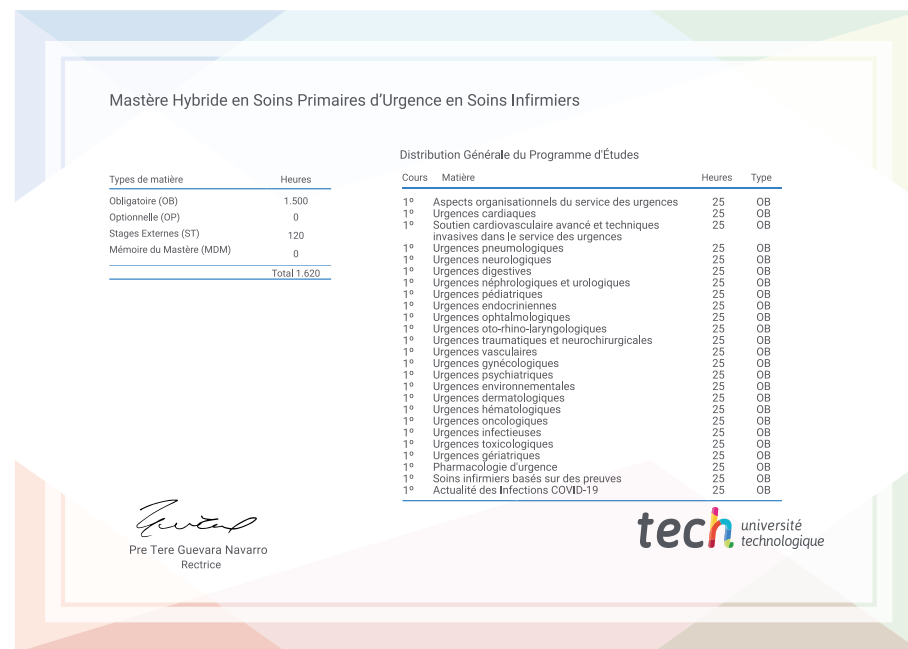 Mastère Hybride en Soins Primaires d'Urgence en Soins Infirmiers
Types de matière Heures
Obligatoire (OB) 1.500
Optionnelle (OP) 0
Stages Externes (ST) 120
Mémoire du Mastère (MDM) 0
Total 1.620
Distribution Générale du Programme d'Études
Cours Matière Heures Type
1º Aspects organisationnels du service des urgences 25 OB
1º Urgences cardiaques 25 OB
1º Soutien cardiovasculaire avancé et techniques 25 OB
invasives dans le service des urgences
1º Urgences pneumologiques 25 OB
1º Urgences neurologiques 25 OB
1º Urgences digestives 25 OB
1º Urgences néphrologiques et urologiques 25 OB
1º Urgences pédiatriques 25 OB
1º Urgences endocriniennes 25 OB
1º Urgences ophtalmologiques 25 OB
1º Urgences oto-rhino-laryngologiques 25 OB
1º Urgences traumatiques et neurochirurgicales 25 OB
1º Urgences vasculaires 25 OB
1º Urgences gynécologiques 25 OB
1º Urgences psychiatriques 25 OB
1º Urgences environnementales 25 OB
1º Urgences dermatologiques 25 OB
1º Urgences hématologiques 25 OB
1º Urgences oncologiques 25 OB
1º Urgences infectieuses 25 OB
1º Urgences toxicologiques 25 OB
1º Urgences gériatriques 25 OB
1º Pharmacologie d'urgence 25 OB
1º Soins infirmiers basés sur des preuves 25 OB
1º Actualité des Infections COVID-19 25 OB
Pre Tere Guevara Navarro
Rectrice
tech université
technologique